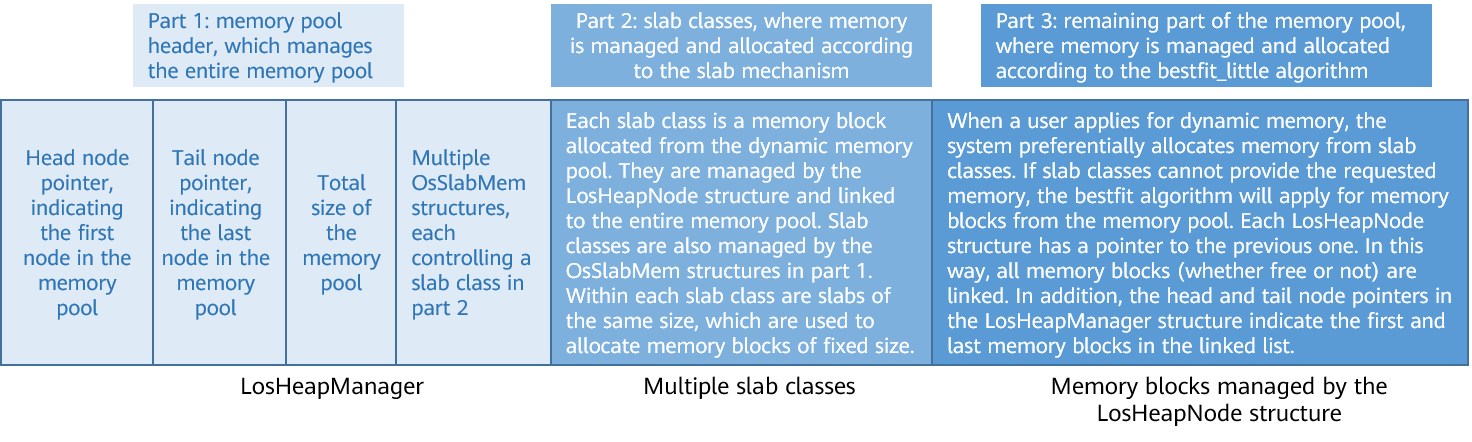 Part 1: memory pool
header, which manages
the entire memory pool
Part 2: slab classes, where memory
is managed and allocated according
to the slab mechanism
Part 3: remaining part of the memory pool,
where memory is managed and allocated
according to the bestfit_little algorithm
Head node
pointer,
indicating
the first
node in the
memory
pool
Tail node
pointer,
indicating
the last
node in the
memory
pool
Total
size of
the
memory
pool
Multiple
OsSlabMem
structures,
each
controlling a
slab class in
part 2
Each slab class is a memory block
allocated from the dynamic memory
pool. They are managed by the
LosHeapNode structure and linked
to the entire memory pool. Slab
classes are also managed by the
OsSlabMem structures in part 1.
Within each slab class are slabs of
the same size, which are used to
allocate memory blocks of fixed size.
When a user applies for dynamic memory, the
system preferentially allocates memory from slab
classes. If slab classes cannot provide the requested
memory, the bestfit algorithm will apply for memory
blocks from the memory pool. Each LosHeapNode
structure has a pointer to the previous one. In this
way, all memory blocks (whether free or not) are
linked. In addition, the head and tail node pointers in
the LosHeapManager structure indicate the first and
last memory blocks in the linked list.
LosHeapManager
Multiple slab classes
Memory blocks managed by the
LosHeapNode structure